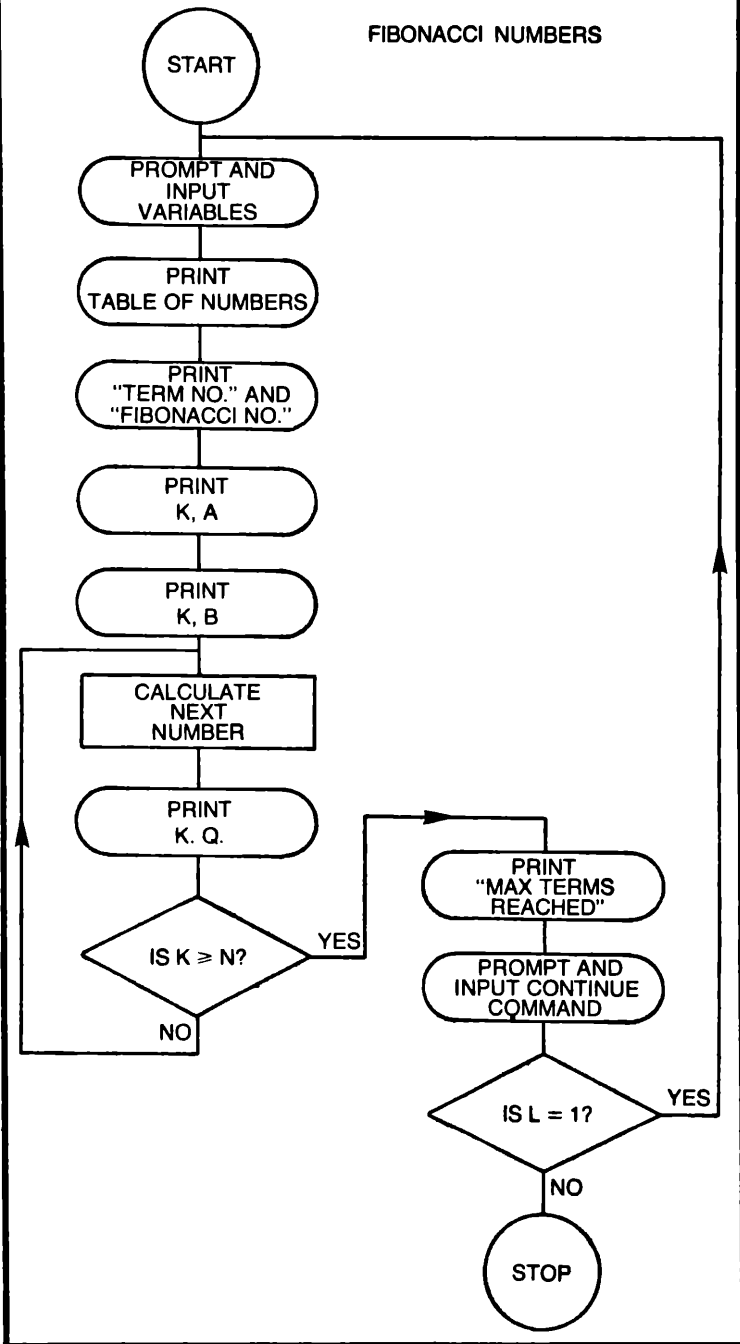 FIBONACCI NUMBERS
START
PROMPT AND
INPUT
VARIABLES
PRINT
TABLE OF NUMBERS
PRINT
"TERM NO." AND
"FIBONACCI NO."
PRINT
K, A
PRINT
K, B
CALCULATE
NEXT
NUMBER
PRINT
K. Q.
IS K ⩾ N?
YES
NO
PRINT
"MAX TERMS
REACHED"
PROMPT AND
INPUT CONTINUE
COMMAND
IS L = 1?
YES
NO
STOP